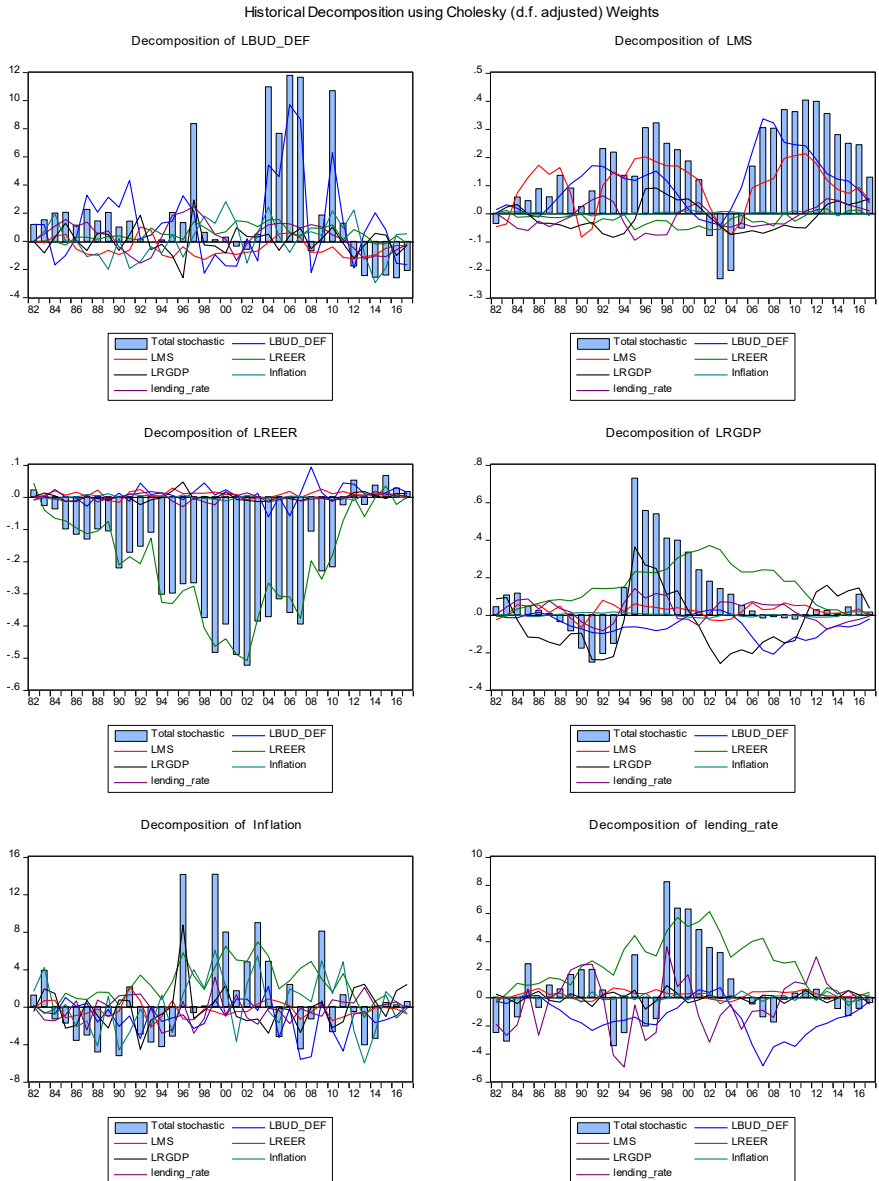 Historical Decomposition using Cholesky (d.f. adjusted) Weights
Decomposition of LBUD_DEF
12
10
8
6
4
2
0
-2
-4
82 84 86 88 90 92 94 96 98 00 02 04 06 08 10 12 14 16
Total stochastic LBUD_DEF
LMS LREER
LRGDP Inflation
lending_rate
Decomposition of LMS
.5
.4
.3
.2
.1
.0
-.1
-.2
-.3
82 84 86 88 90 92 94 96 98 00 02 04 06 08 10 12 14 16
Total stochastic LBUD_DEF
LMS LREER
LRGDP Inflation
lending_rate
Decomposition of LREER
.1
.0
-.1
-.2
-.3
-.4
-.5
-.6
82 84 86 88 90 92 94 96 98 00 02 04 06 08 10 12 14 16
Total stochastic LBUD_DEF
LMS LREER
LRGDP Inflation
lending_rate
Decomposition of LRGDP
.8
.6
.4
.2
.0
-.2
-.4
82 84 86 88 90 92 94 96 98 00 02 04 06 08 10 12 14 16
Total stochastic LBUD_DEF
LMS LREER
LRGDP Inflation
lending_rate
Decomposition of Inflation
16
12
8
4
0
-4
-8
82 84 86 88 90 92 94 96 98 00 02 04 06 08 10 12 14 16
Total stochastic LBUD_DEF
LMS LREER
LRGDP Inflation
lending_rate
Decomposition of lending_rate
10
8
6
4
2
0
-2
-4
-6
82 84 86 88 90 92 94 96 98 00 02 04 06 08 10 12 14 16
Total stochastic LBUD_DEF
LMS LREER
LRGDP Inflation
lending_rate